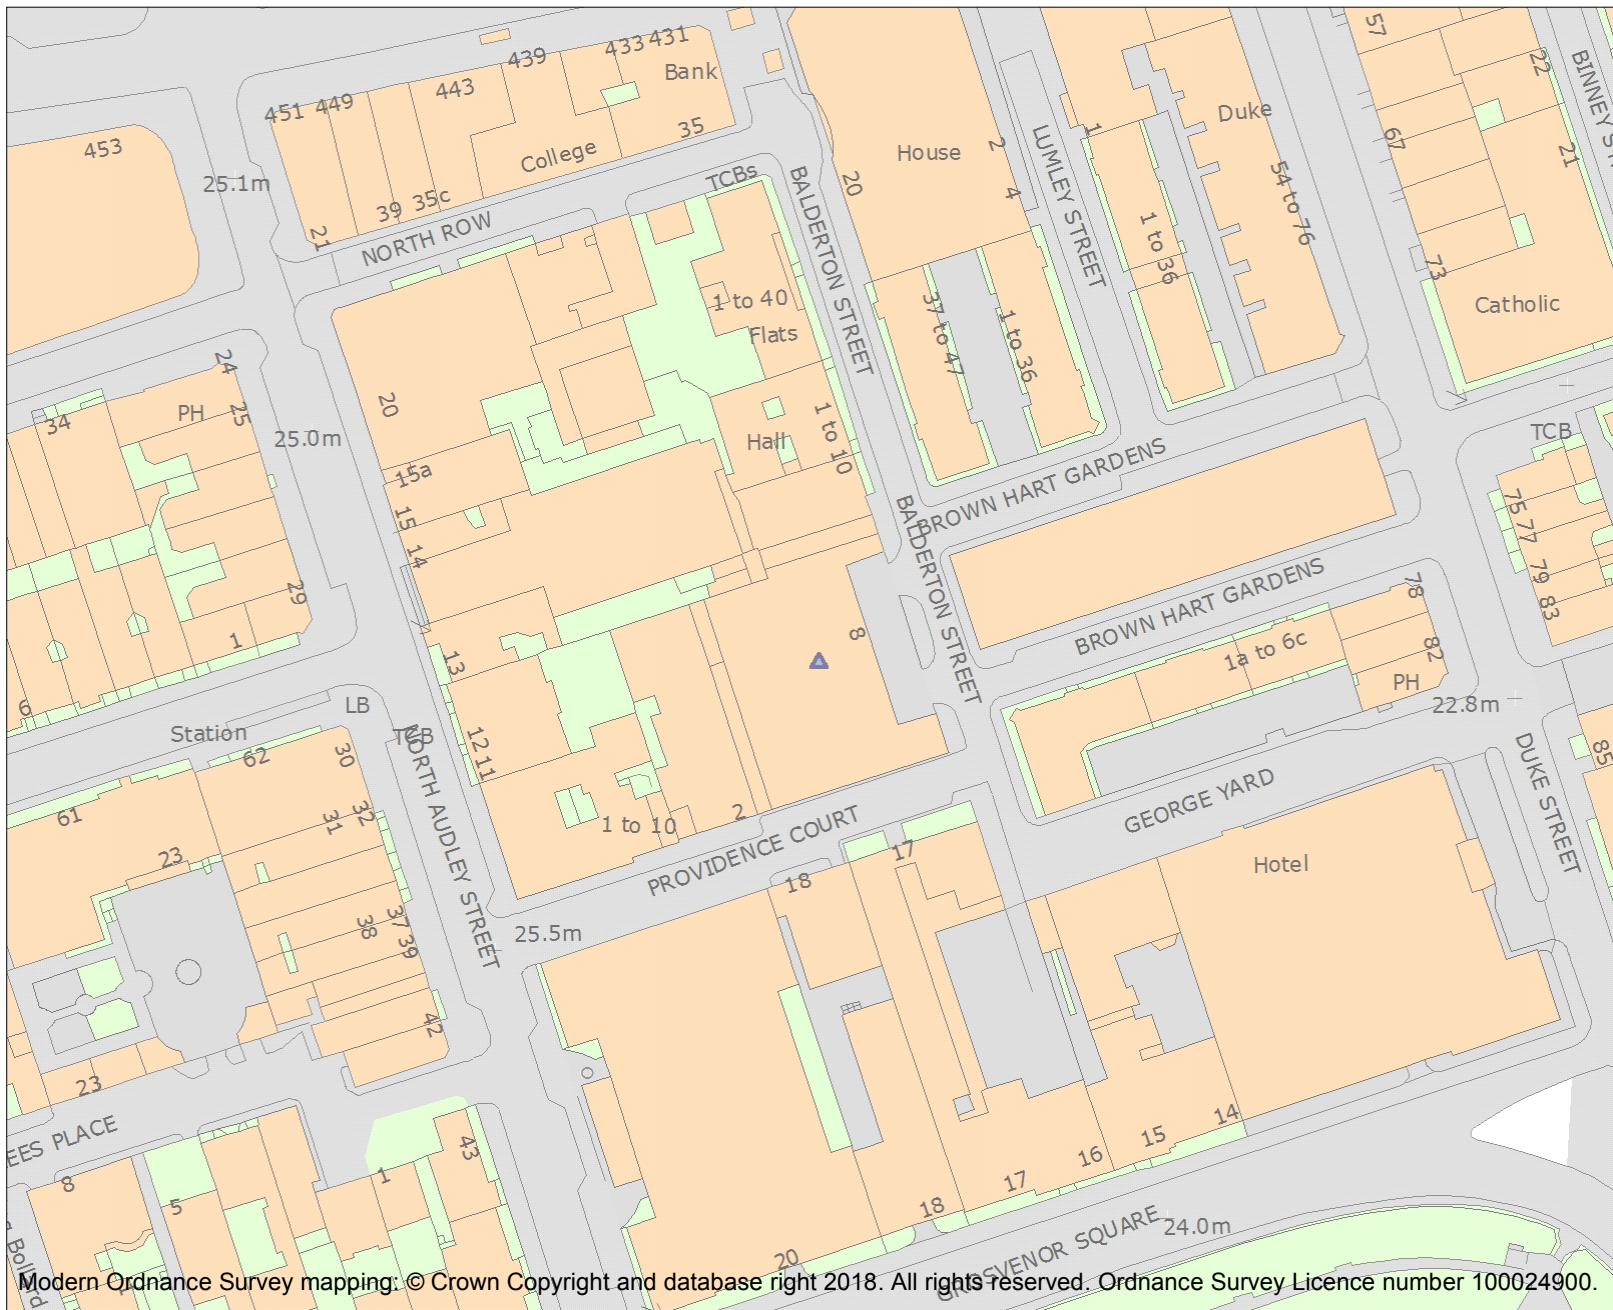 451
449
443
439
433
431
Bank
453
25.1m
39
35c
College
35
TCBs
21
NORTH ROW
House
20
2
4
LUMLEY STREET
1
1 to 36
Duke
54 to 76
57
67
73
22
21
Catholic
BALDERTON STREET
1 to 40
Flats
37 to 47
1 to 36
24
PH
25
34
25.0m
20
15a
15
14
Hall
1 to 10
BROWN HART GARDENS
TCB
75
77
79
83
29
1
6
13
8
BALDERTON STREET
BROWN HART GARDENS
78
82
1a to 6c
PH
22.8m
LB
Station
TCB
62
30
12
11
61
31
32
23
1 to 10
2
PROVIDENCE COURT
GEORGE YARD
DUKE STREET
85
NORTH AUDLEY STREET
18
17
Hotel
38
37
39
25.5m
42
23
EES PLACE
43
8
5
1
14
15
16
17
18
20
GROSVENOR SQUARE
24.0m
Modern Ordnance Survey mapping: © Crown Copyright and database right 2018. All rights reserved. Ordnance Survey Licence number 100024900.